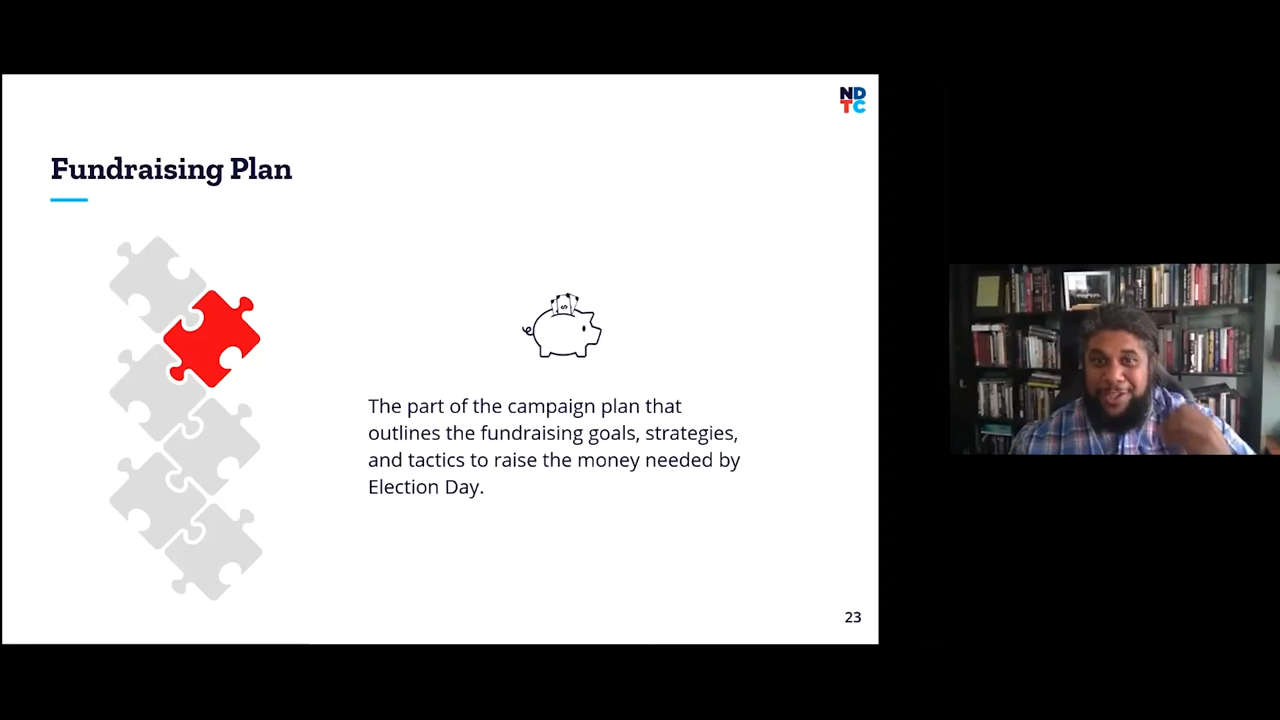 ND
TC
Fundraising Plan
The part of the campaign plan that
outlines the fundraising goals, strategies,
and tactics to raise the money needed by
Election Day.
23